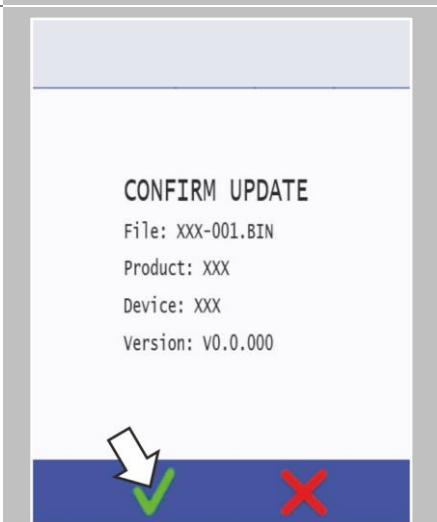 CONFIRM UPDATE
File: XXX-001.BIN
Product: XXX
Device: XXX
Version: V0.0.000